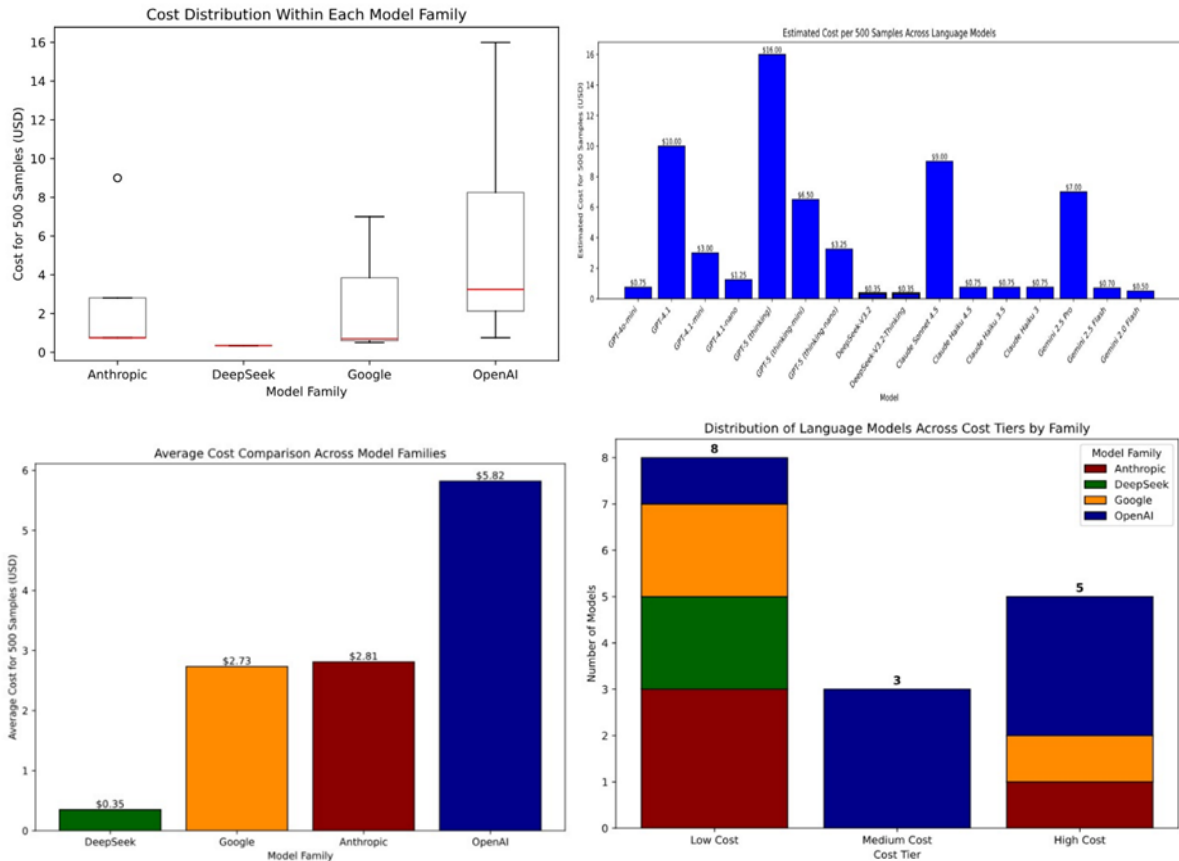 Cost Distribution Within Each Model Family
Cost for 500 Samples (USD)
16
14
12
10
8
6
4
2
0
Anthropic
DeepSeek
Google
OpenAI
Model Family
Estimated Cost per 500 Samples Across Language Models
Estimated Cost for 500 Samples (USD)
16
14
12
10
8
6
4
2
0
$0.75
$10.00
$3.00
$1.25
$16.00
$6.50
$3.25
$0.35
$0.35
$9.00
$0.75
$0.75
$0.75
$7.00
$0.70
$0.50
GPT-4o-mini
GPT-4.1
GPT-4.1-mini
GPT-4.1-nano
GPT-5 (thinking)
GPT-5 (thinking-mini)
GPT-5 (thinking-nano)
DeepSeek-V3.2
DeepSeek-V3.2-Thinking
Claude Sonnet 4.5
Claude Haiku 4.5
Claude Haiku 3.5
Claude Haiku 3
Gemini 2.5 Pro
Gemini 2.5 Flash
Gemini 2.0 Flash
Model
Average Cost Comparison Across Model Families
Average Cost for 500 Samples (USD)
6
5
4
3
2
1
0
$0.35
$2.73
$2.81
$5.82
DeepSeek
Google
Anthropic
OpenAI
Model Family
Distribution of Language Models Across Cost Tiers by Family
Number of Models
8
7
6
5
4
3
2
1
0
8
3
5
Model Family
Anthropic
DeepSeek
Google
OpenAI
Low Cost
Medium Cost
High Cost
Cost Tier